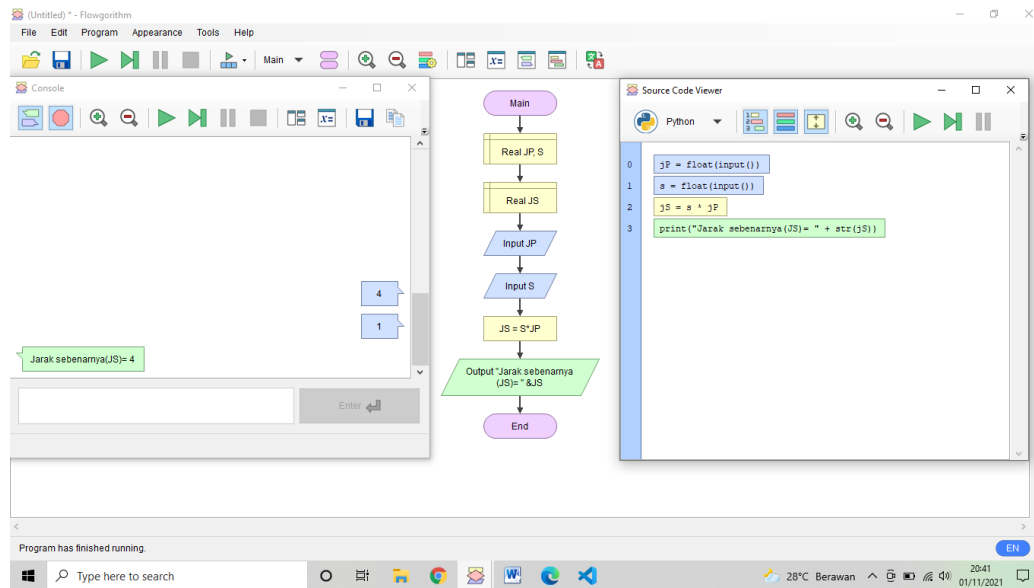 (Untitled) * - Flowgorithm
File Edit Program Appearance Tools Help
Main
Console
4
1
Jarak sebenarnya(JS)= 4
Enter
Main
Real JP, S
Real JS
Input JP
Input S
JS = S*JP
Output "Jarak sebenarnya
(JS)= " &JS
End
Source Code Viewer
Python
0 jP = float(input())
1 s = float(input())
2 jS = s * jP
3 print("Jarak sebenarnya(JS)= " + str(jS))
Program has finished running.
EN
Type here to search
28°C Berawan
20:41
01/11/2021